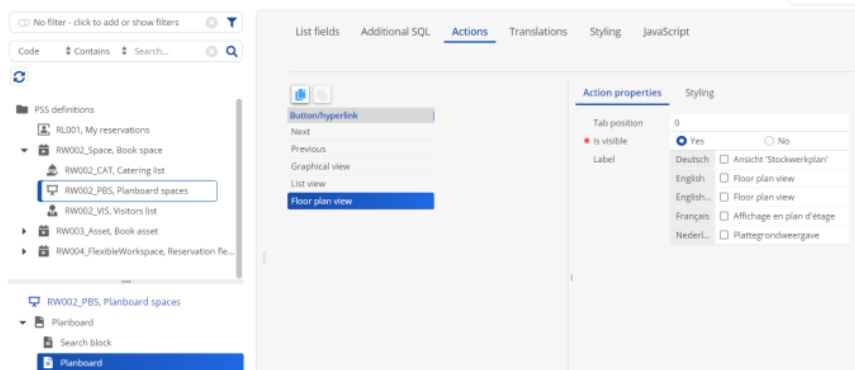 No filter - click to add or show filters
Code Contains Search...
PSS definitions
RL001, My reservations
RW002_Space, Book space
RW002_CAT, Catering list
RW002_PBS, Planboard spaces
RW002_VIS, Visitors list
RW003_Asset, Book asset
RW004_FlexibleWorkspace, Reservation fle...
RW002_PBS, Planboard spaces
Planboard
Search block
Planboard
List fields Additional SQL Actions Translations Styling JavaScript
Button/hyperlink
Next
Previous
Graphical view
List view
Floor plan view
Action properties Styling
Tab position 0
Is visible Yes No
Label Deutsch Ansicht 'Stockwerkplan'
English Floor plan view
English... Floor plan view
Français Affichage en plan d'étage
Nederl... Plattegrondweergave